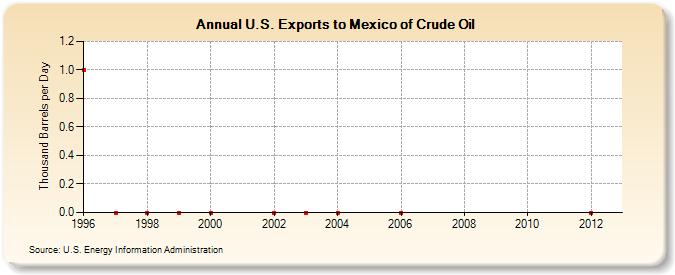 Annual U.S. Exports to Mexico of Crude Oil
Thousand Barrels per Day
1.2
1.0
0.8
0.6
0.4
0.2
0.0
1996 1998 2000 2002 2004 2006 2008 2010 2012
Source: U.S. Energy Information Administration